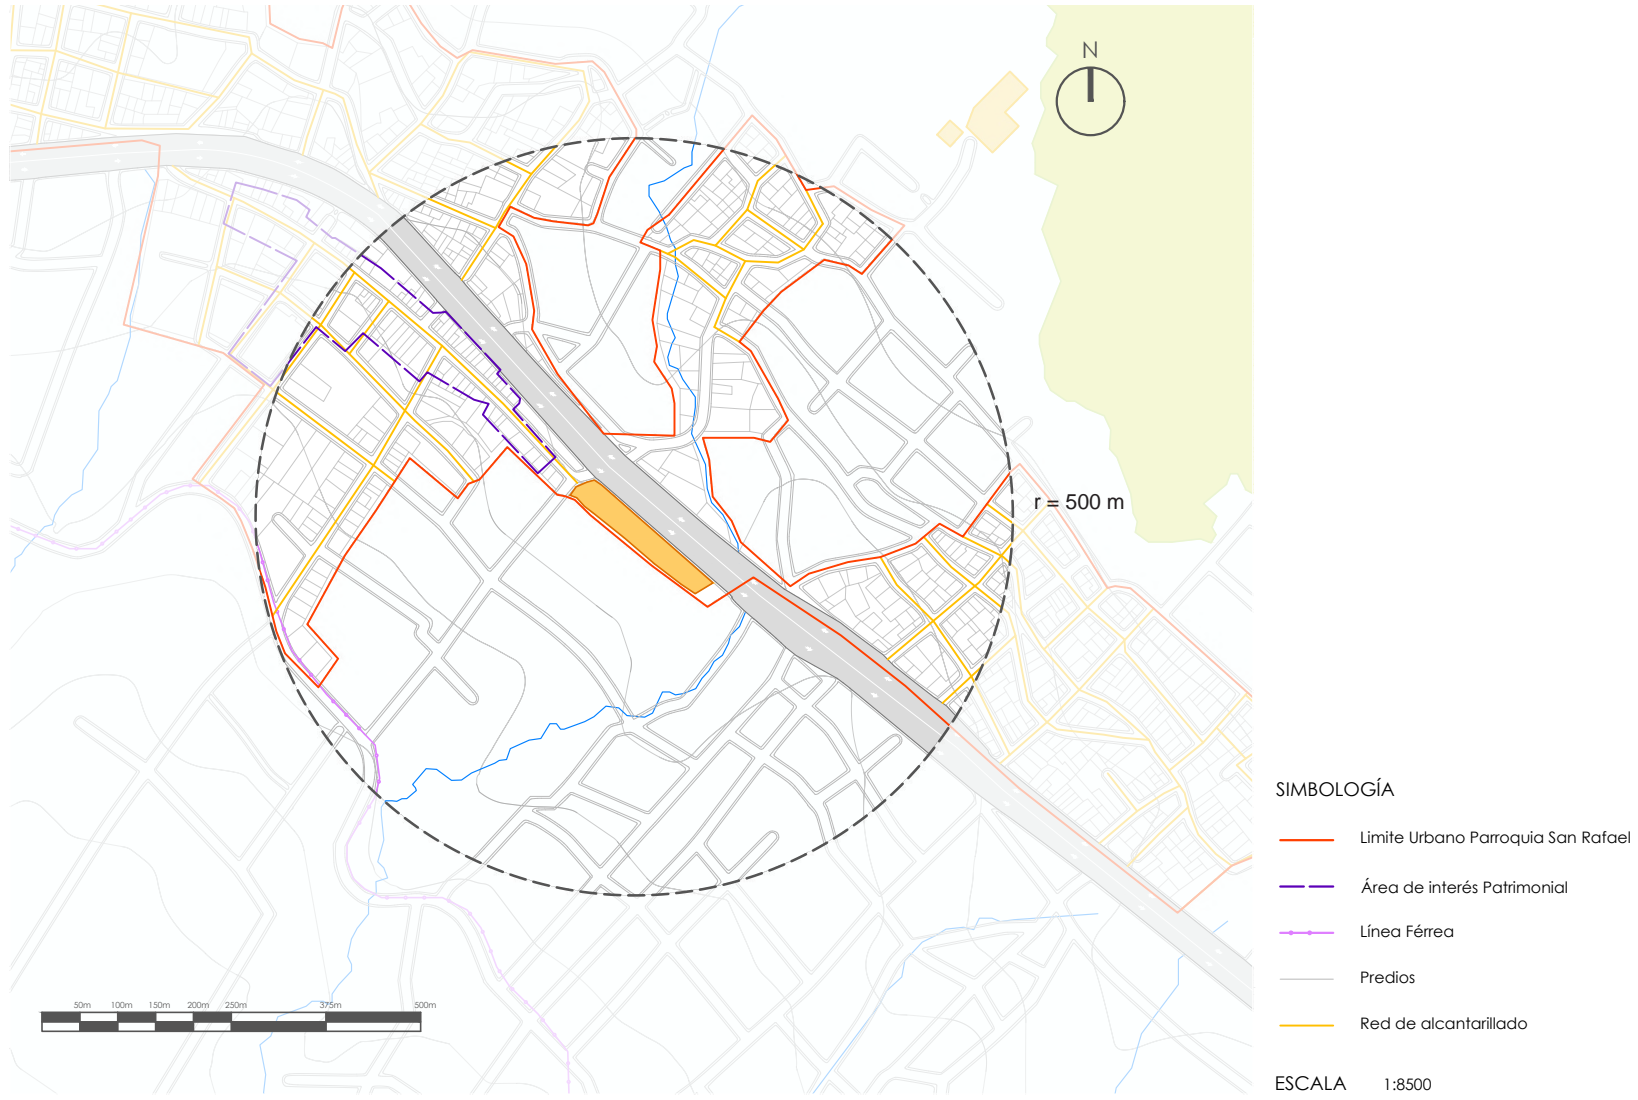 N
r = 500 m
SIMBOLOGÍA
Limite Urbano Parroquia San Rafael
Área de interés Patrimonial
Línea Férrea
Predios
Red de alcantarillado
ESCALA 1:8500
50m 100m 150m 200m 250m 375m 500m